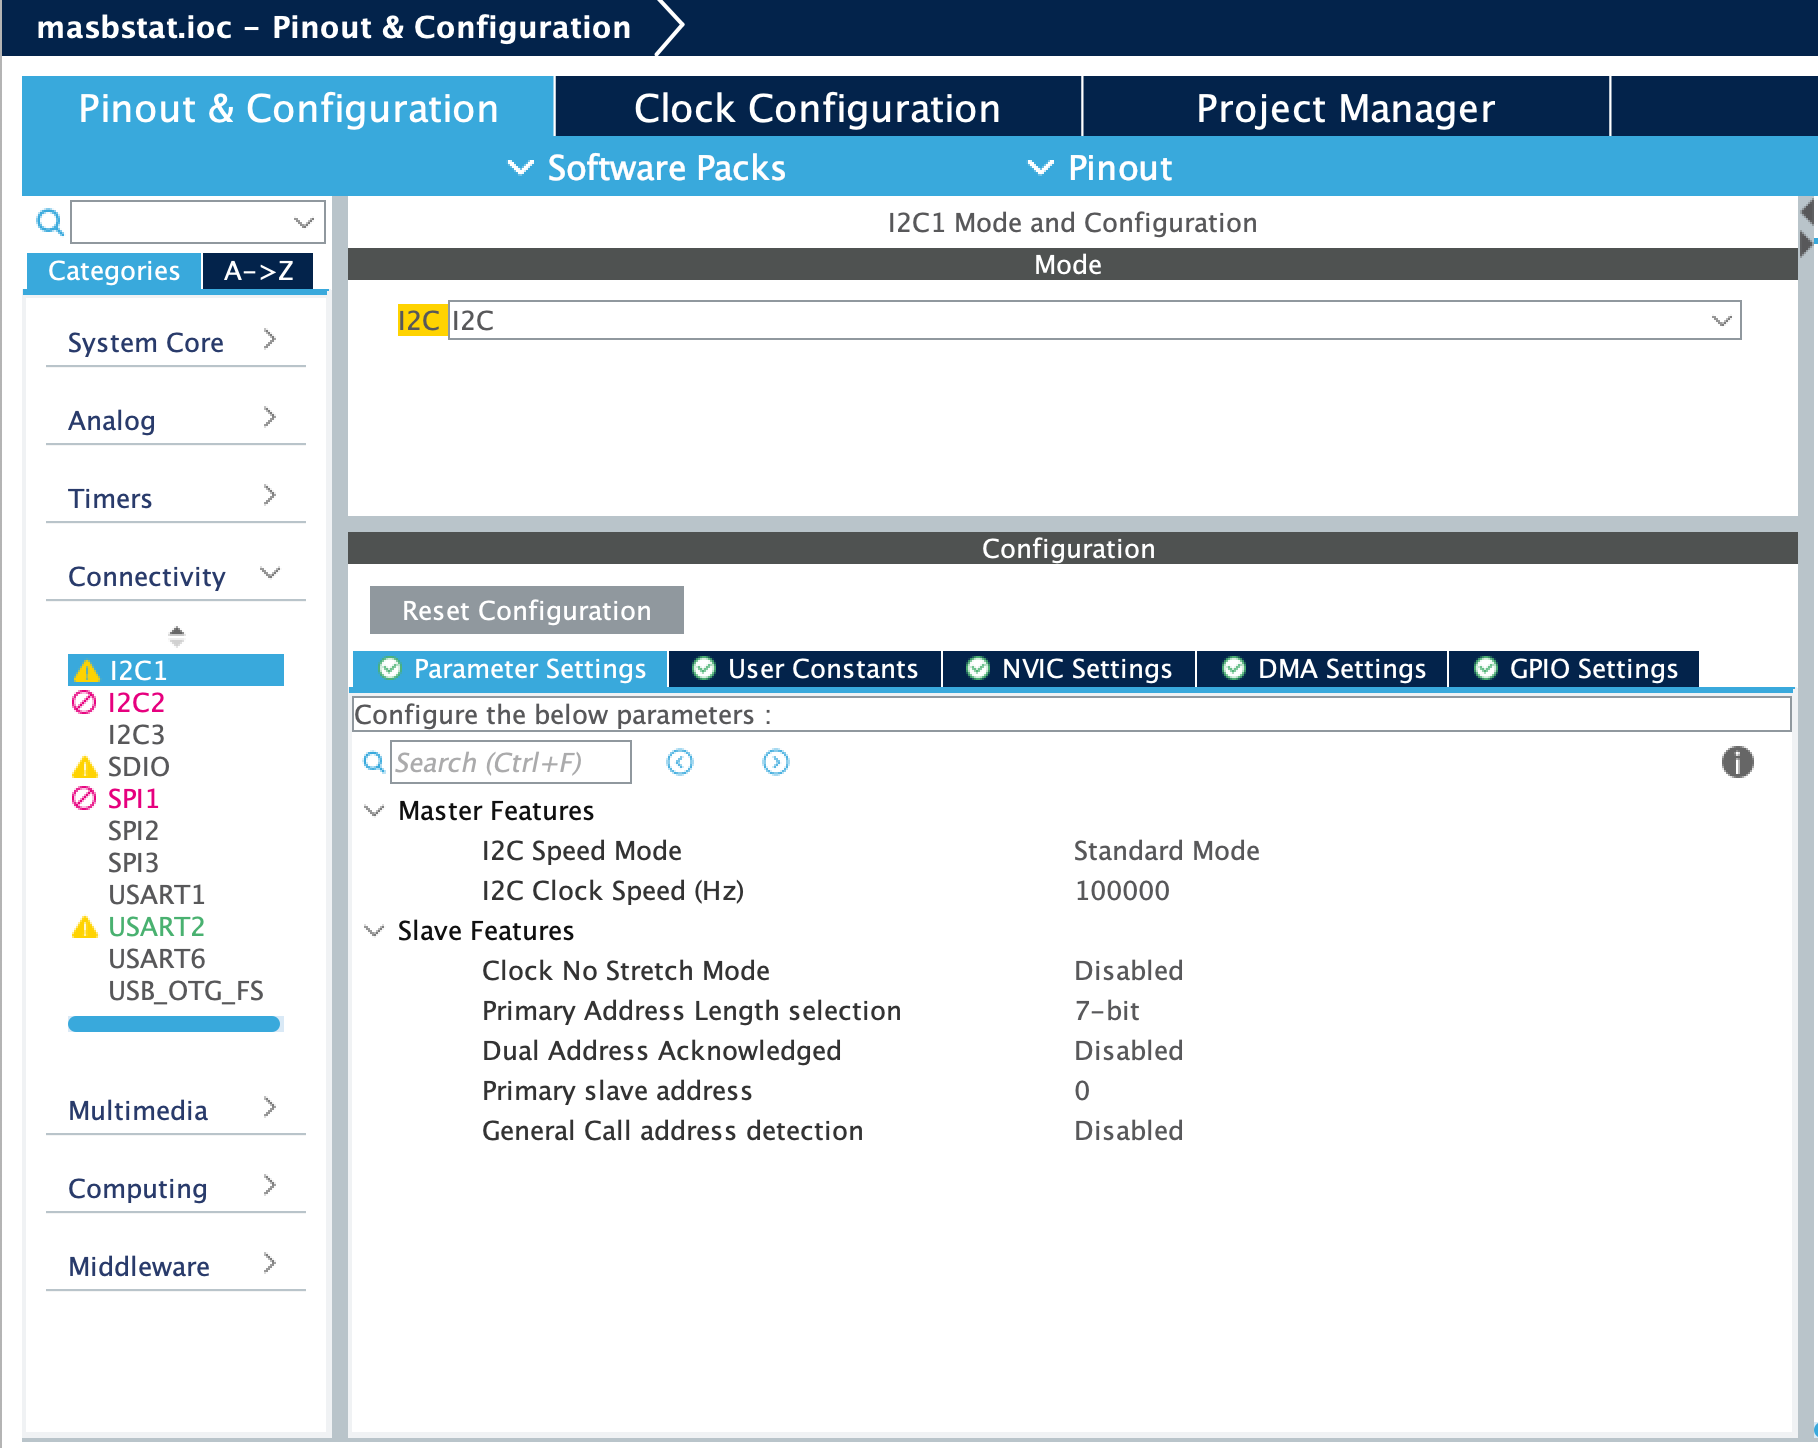 masbstat.ioc – Pinout & Configuration
Pinout & Configuration
Clock Configuration
Project Manager
Software Packs
Pinout
Categories
A->Z
System Core
Analog
Timers
Connectivity
I2C1
I2C2
I2C3
SDIO
SPI1
SPI2
SPI3
USART1
USART2
USART6
USB_OTG_FS
Multimedia
Computing
Middleware
I2C1 Mode and Configuration
Mode
I2C I2C
Configuration
Reset Configuration
Parameter Settings
User Constants
NVIC Settings
DMA Settings
GPIO Settings
Configure the below parameters :
Search (Ctrl+F)
Master Features
I2C Speed Mode Standard Mode
I2C Clock Speed (Hz) 100000
Slave Features
Clock No Stretch Mode Disabled
Primary Address Length selection 7-bit
Dual Address Acknowledged Disabled
Primary slave address 0
General Call address detection Disabled